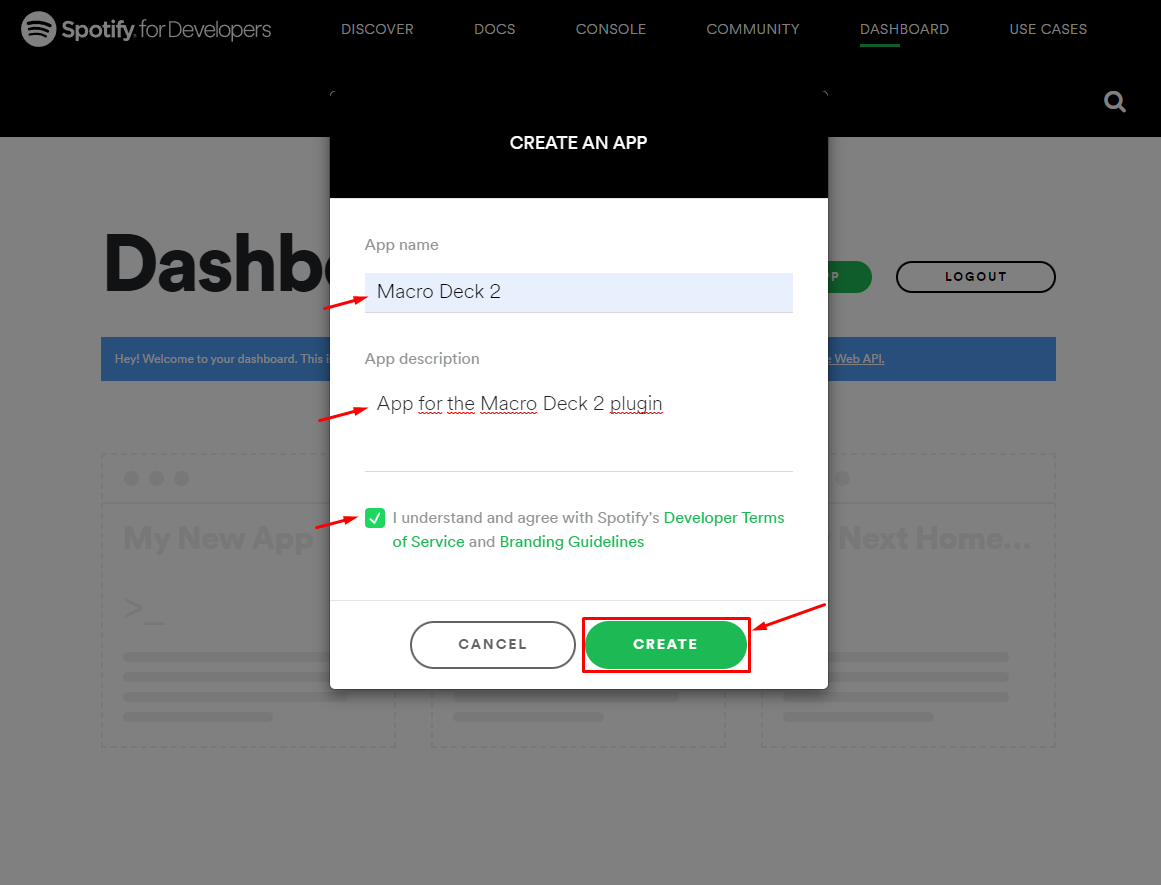 Spotify for Developers
DISCOVER
DOCS
CONSOLE
COMMUNITY
DASHBOARD
USE CASES
CREATE AN APP
App name
Macro Deck 2
App description
App for the Macro Deck 2 plugin
I understand and agree with Spotify's Developer Terms
of Service and Branding Guidelines
CANCEL
CREATE
Dashbo
P
LOGOUT
Hey! Welcome to your dashboard. This i
e Web API.
My New App
Next Home...
>_